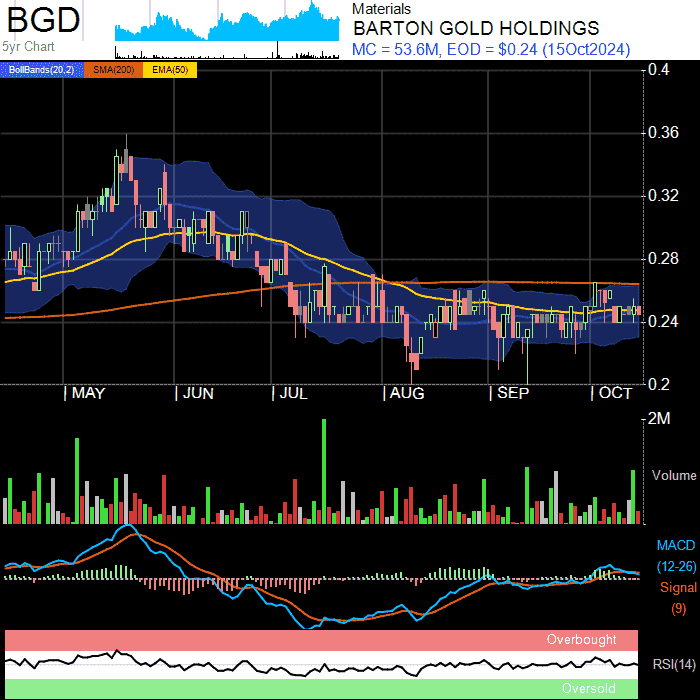 BGD
5yr Chart
Materials
BARTON GOLD HOLDINGS
MC = 53.6M, EOD = $0.24 (15Oct2024)
BollBands(20,2) SMA(200) EMA(50)
0.4
0.36
0.32
0.28
0.24
0.2
| MAY | JUN | JUL | AUG | SEP | OCT
2M
Volume
MACD
(12-26)
Signal
(9)
Overbought
RSI(14)
Oversold